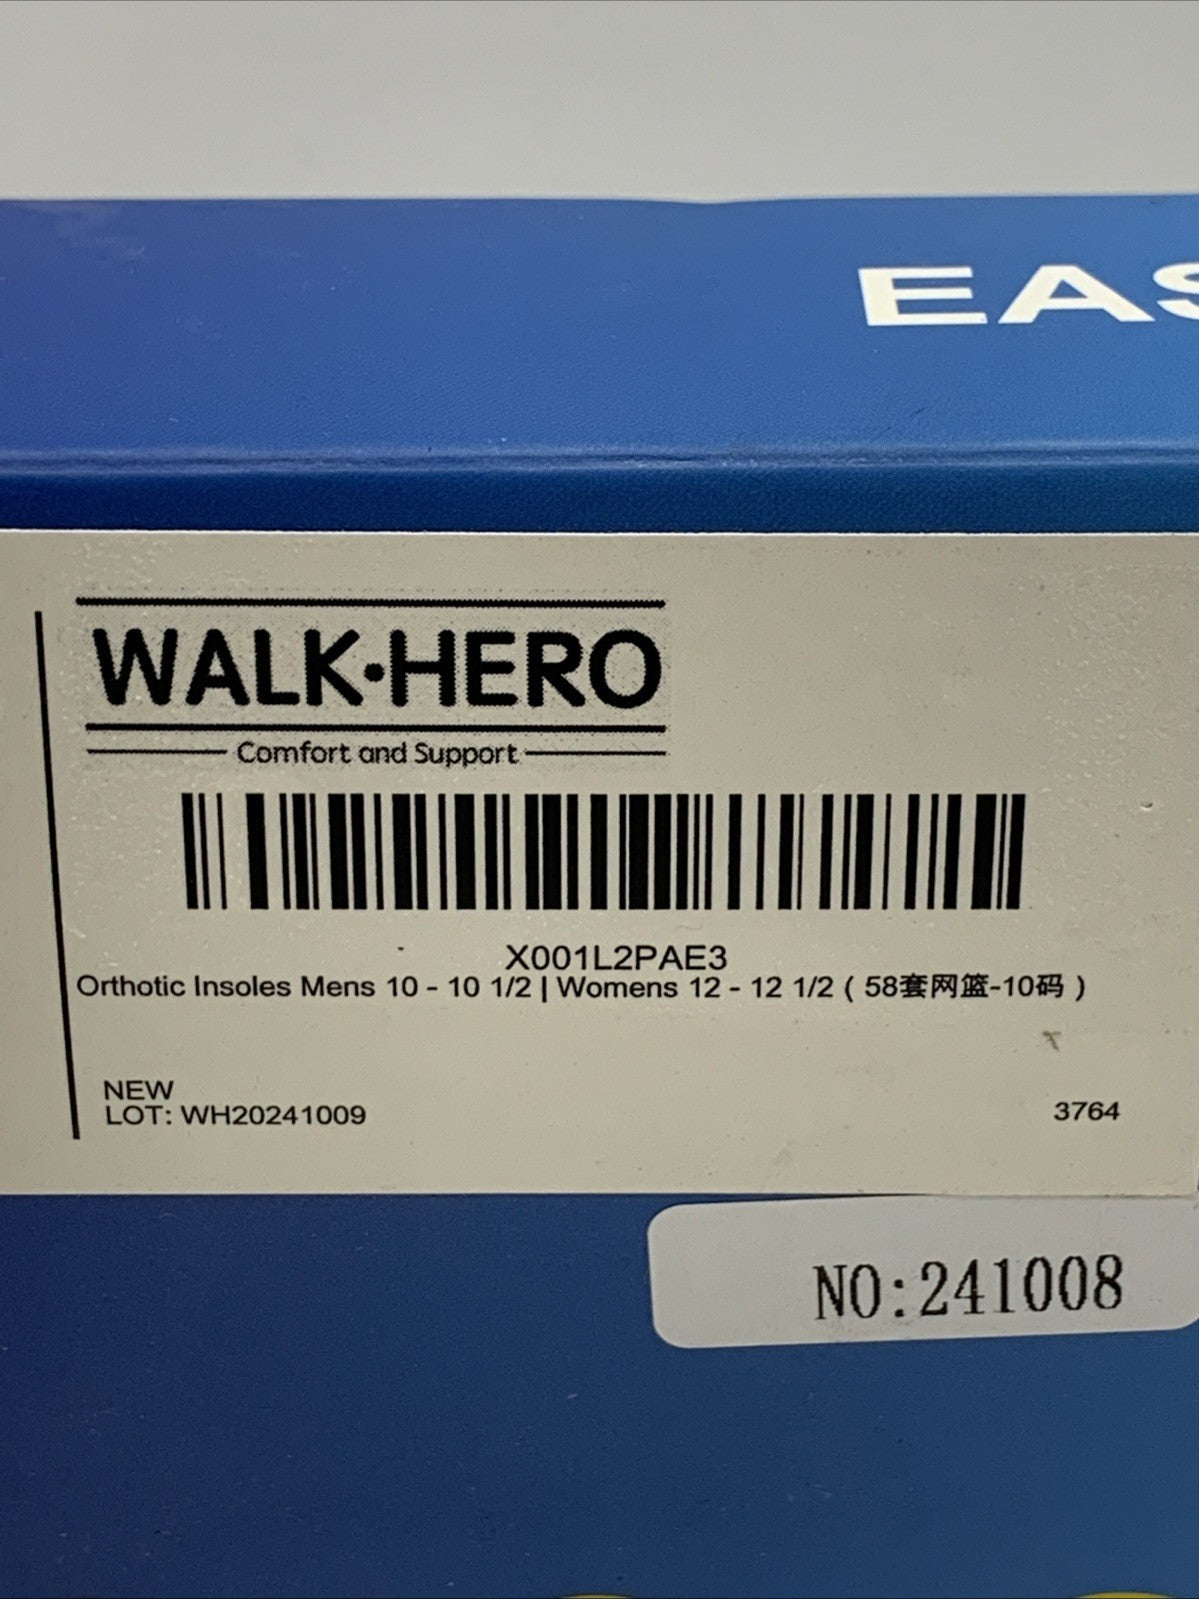 EAS
WALK·HERO
Comfort and Support
X001L2PAE3
Orthotic Insoles Mens 10 - 10 1/2 | Womens 12 - 12 1/2 ( 58套网篮-10码 )
NEW
LOT: WH20241009
3764
NO:241008